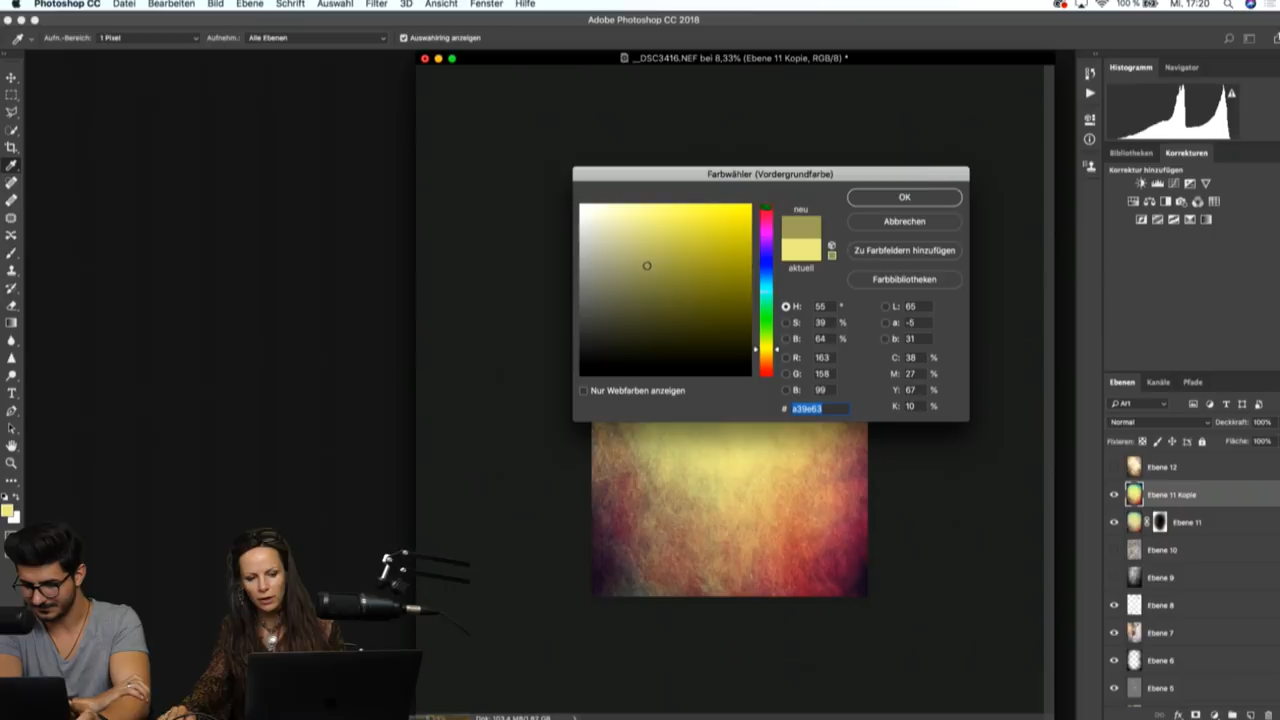 Photoshop CC Datei Bearbeiten Bild Ebene Schrift Auswahl Filter 3D Ansicht Fenster Hilfe 100 % Mi. 17:20
Adobe Photoshop CC 2018
Aufn.-Bereich: 1 Pixel Aufnehm.: Alle Ebenen Auswahlring anzeigen
__DSC3416.NEF bei 8,33% (Ebene 11 Kopie, RGB/8) *
Histogramm Navigator
Bibliotheken Korrekturen
Korrektur hinzufügen
Farbwähler (Vordergrundfarbe)
neu
aktuell
OK
Abbrechen
Zu Farbfeldern hinzufügen
Farbbibliotheken
H: 55 ° L: 65
S: 39 % a: -5
B: 64 % b: 31
R: 163 C: 38 %
G: 158 M: 27 %
B: 99 Y: 67 %
# a39e63 K: 10 %
Nur Webfarben anzeigen
Ebenen Kanäle Pfade
Art
Normal Deckkraft: 100%
Fixieren: Fläche: 100%
Ebene 12
Ebene 11 Kopie
Ebene 11
Ebene 10
Ebene 9
Ebene 8
Ebene 7
Ebene 6
Ebene 5